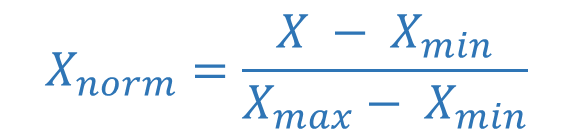 X_norm = (X − X_min) / (X_max − X_min)